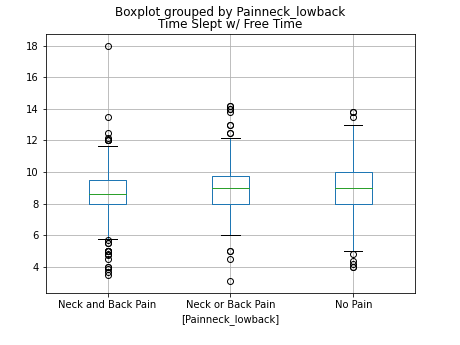 Boxplot grouped by Painneck_lowback
Time Slept w/ Free Time
18
16
14
12
10
8
6
4
Neck and Back Pain Neck or Back Pain No Pain
[Painneck_lowback]